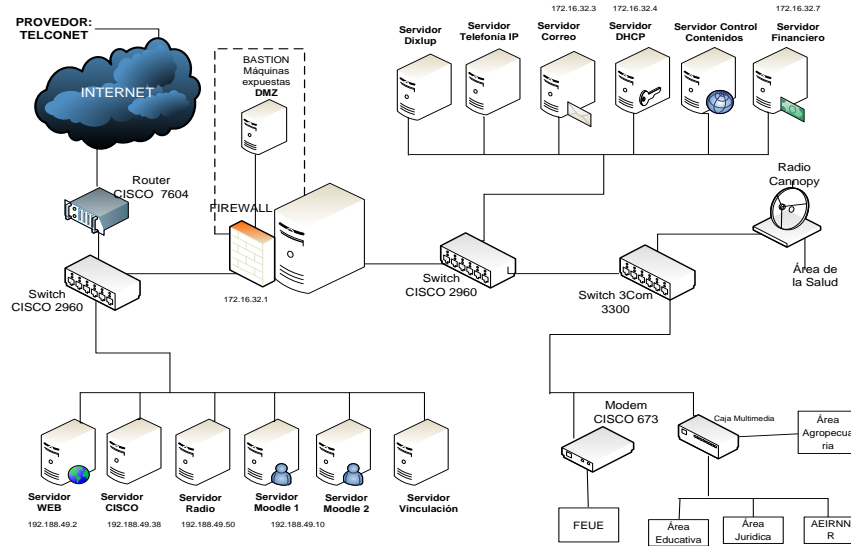 PROVEDOR:
TELCONET
INTERNET
BASTION
Máquinas
expuestas
DMZ
Router
CISCO 7604
FIREWALL
172.16.32.1
Switch
CISCO 2960
172.16.32.3
172.16.32.4
172.16.32.7
Servidor
Dixlup
Servidor
Telefonía IP
Servidor
Correo
Servidor
DHCP
Servidor Control
Contenidos
Servidor
Financiero
Switch
CISCO 2960
Switch 3Com
3300
Radio
Cannopy
Área de
la Salud
Servidor
WEB
192.188.49.2
Servidor
CISCO
192.188.49.38
Servidor
Radio
192.188.49.50
Servidor
Moodle 1
192.188.49.10
Servidor
Moodle 2
Servidor
Vinculación
Modem
CISCO 673
Caja Multimedia
Área
Agropecua
ria
FEUE
Área
Educativa
Área
Juridica
AEIRNN
R